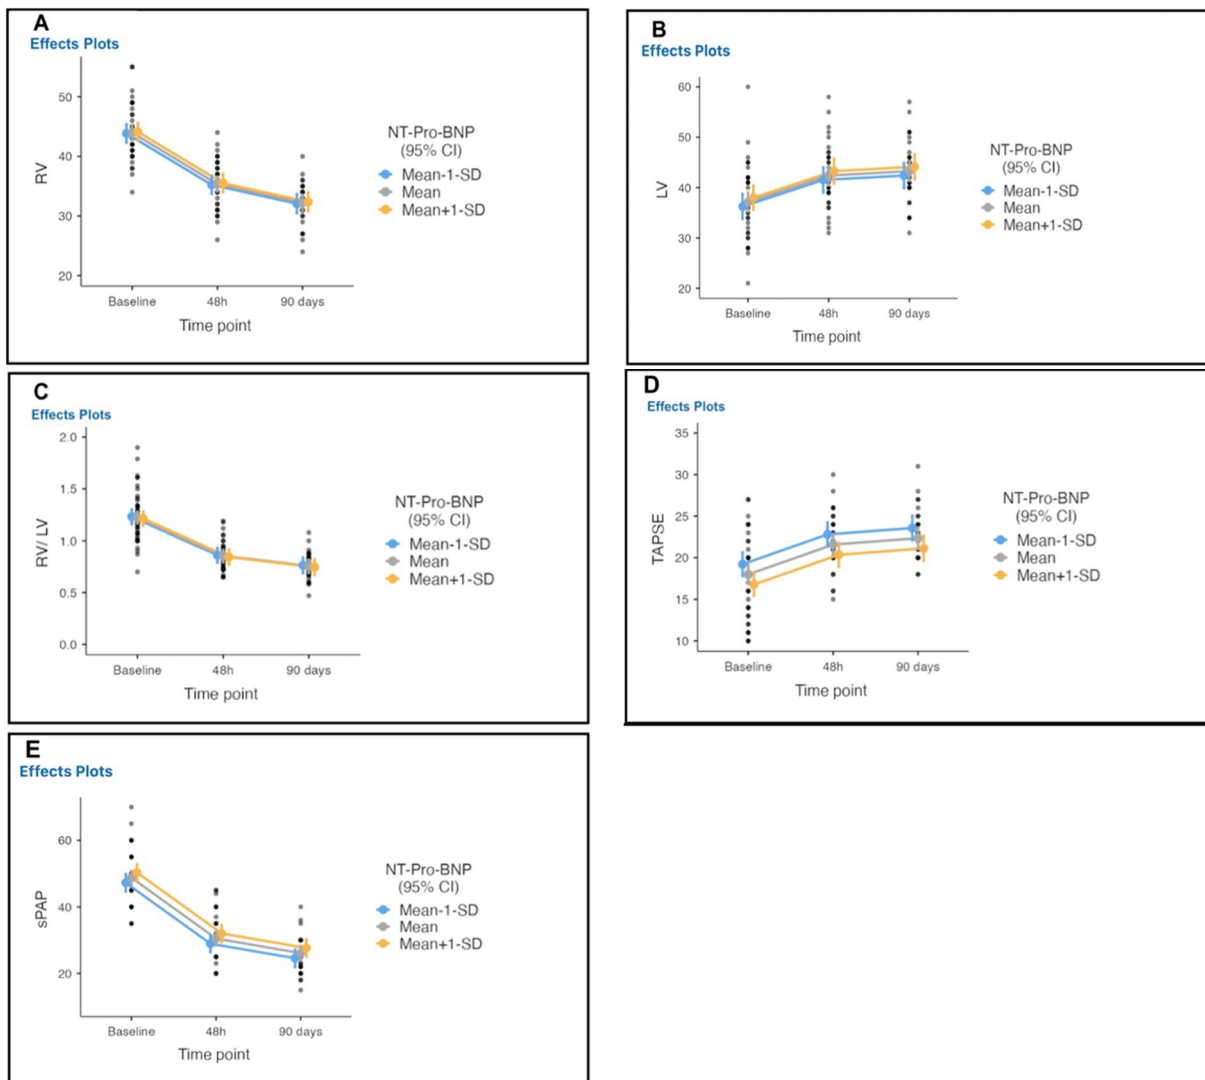 A
Effects Plots
50
40
30
20
RV
Baseline
48h
90 days
Time point
NT-Pro-BNP
(95% CI)
Mean-1-SD
Mean
Mean+1-SD
B
Effects Plots
60
50
40
30
20
LV
Baseline
48h
90 days
Time point
NT-Pro-BNP
(95% CI)
Mean-1-SD
Mean
Mean+1-SD
C
Effects Plots
2.0
1.5
1.0
0.5
0.0
RV/ LV
Baseline
48h
90 days
Time point
NT-Pro-BNP
(95% CI)
Mean-1-SD
Mean
Mean+1-SD
D
Effects Plots
35
30
25
20
15
10
TAPSE
Baseline
48h
90 days
Time point
NT-Pro-BNP
(95% CI)
Mean-1-SD
Mean
Mean+1-SD
E
Effects Plots
60
40
20
sPAP
Baseline
48h
90 days
Time point
NT-Pro-BNP
(95% CI)
Mean-1-SD
Mean
Mean+1-SD